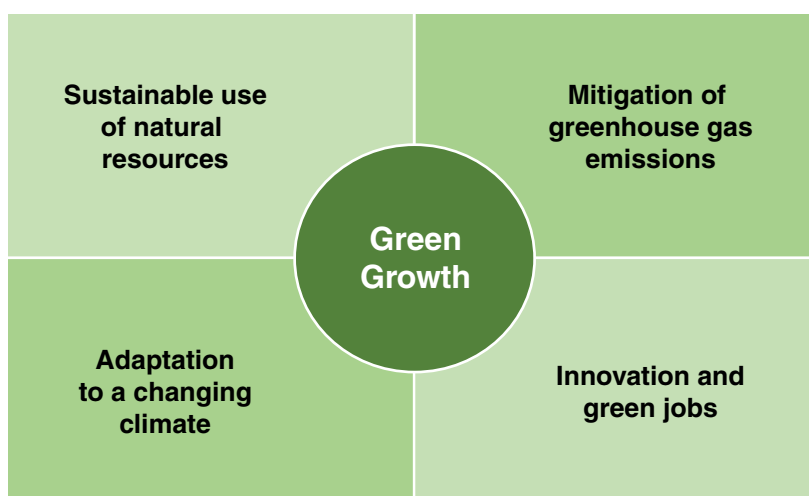 Sustainable use
of natural
resources
Mitigation of
greenhouse gas
emissions
Green
Growth
Adaptation
to a changing
climate
Innovation and
green jobs